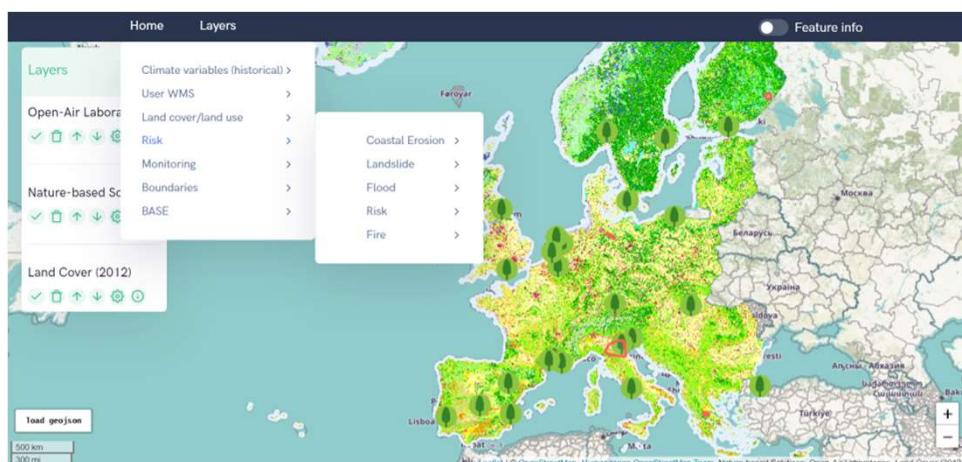 Home Layers Feature info
Layers
Open-Air Labora
Nature-based So
Land Cover (2012)
Climate variables (historical) >
User WMS >
Land cover/land use >
Risk >
Monitoring >
Boundaries >
BASE >
Coastal Erosion >
Landslide >
Flood >
Risk >
Fire >
Føroyar
Москва
Беларусь
Україна
Türkiye
Lisboa
load geojson
500 km
300 mi
+
−